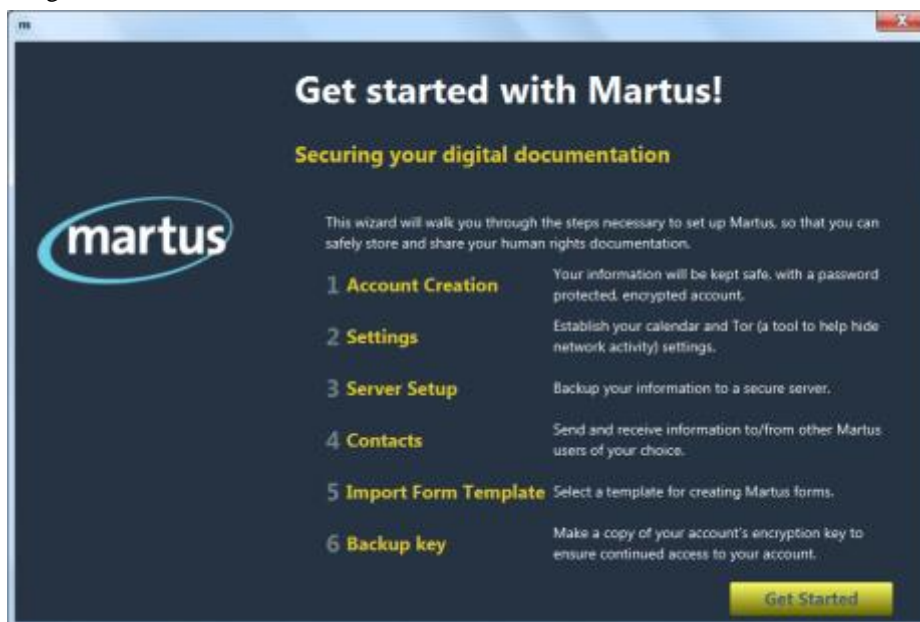 m
X
Get started with Martus!
Securing your digital documentation
martus
This wizard will walk you through the steps necessary to set up Martus, so that you can
safely store and share your human rights documentation.
1 Account Creation
Your information will be kept safe, with a password
protected, encrypted account.
2 Settings
Establish your calendar and Tor (a tool to help hide
network activity) settings.
3 Server Setup
Backup your information to a secure server.
4 Contacts
Send and receive information to/from other Martus
users of your choice.
5 Import Form Template
Select a template for creating Martus forms.
6 Backup key
Make a copy of your account's encryption key to
ensure continued access to your account.
Get Started